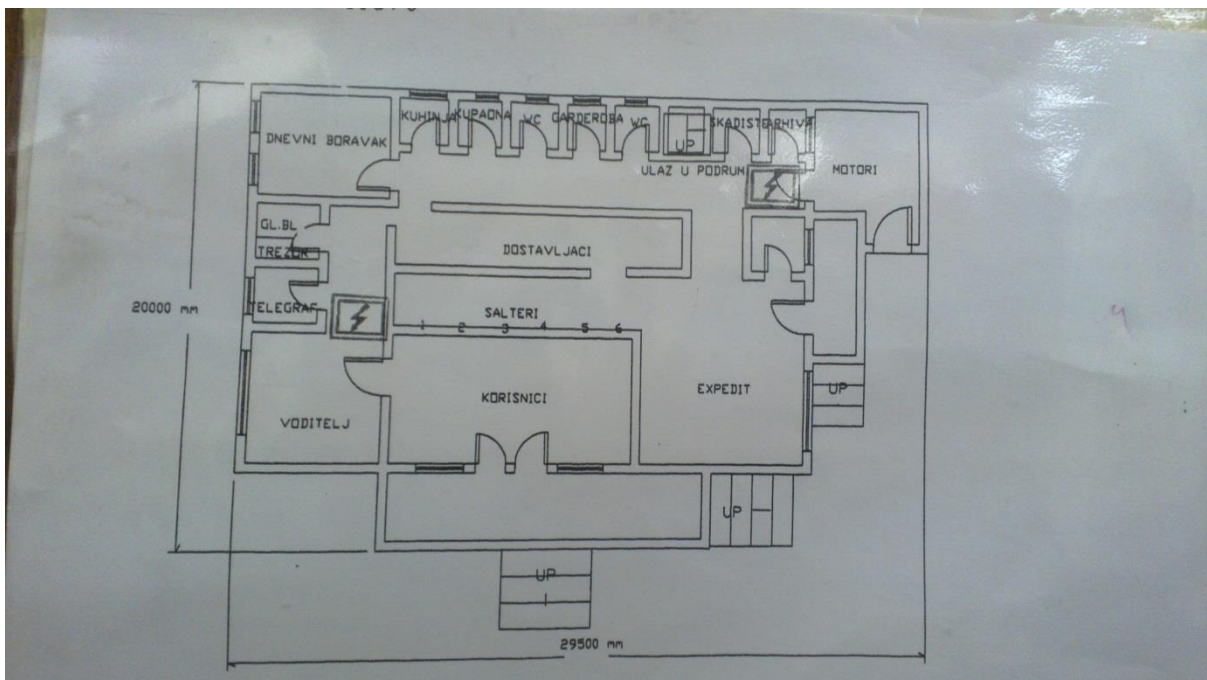 KUHINJA
KUPAONA
WC
GARDEROBA
WC
UP
SKADISTE
ARHIVA
DNEVNI BORAVAK
ULAZ U PODRUM
MOTORI
GL.BL
TREZOR
DOSTAVLJACI
TELEGRAF
20000 mm
SALTERI
1 2 3 4 5 6
KORISNICI
EXPEDIT
UP
VODITELJ
UP
UP
29500 mm